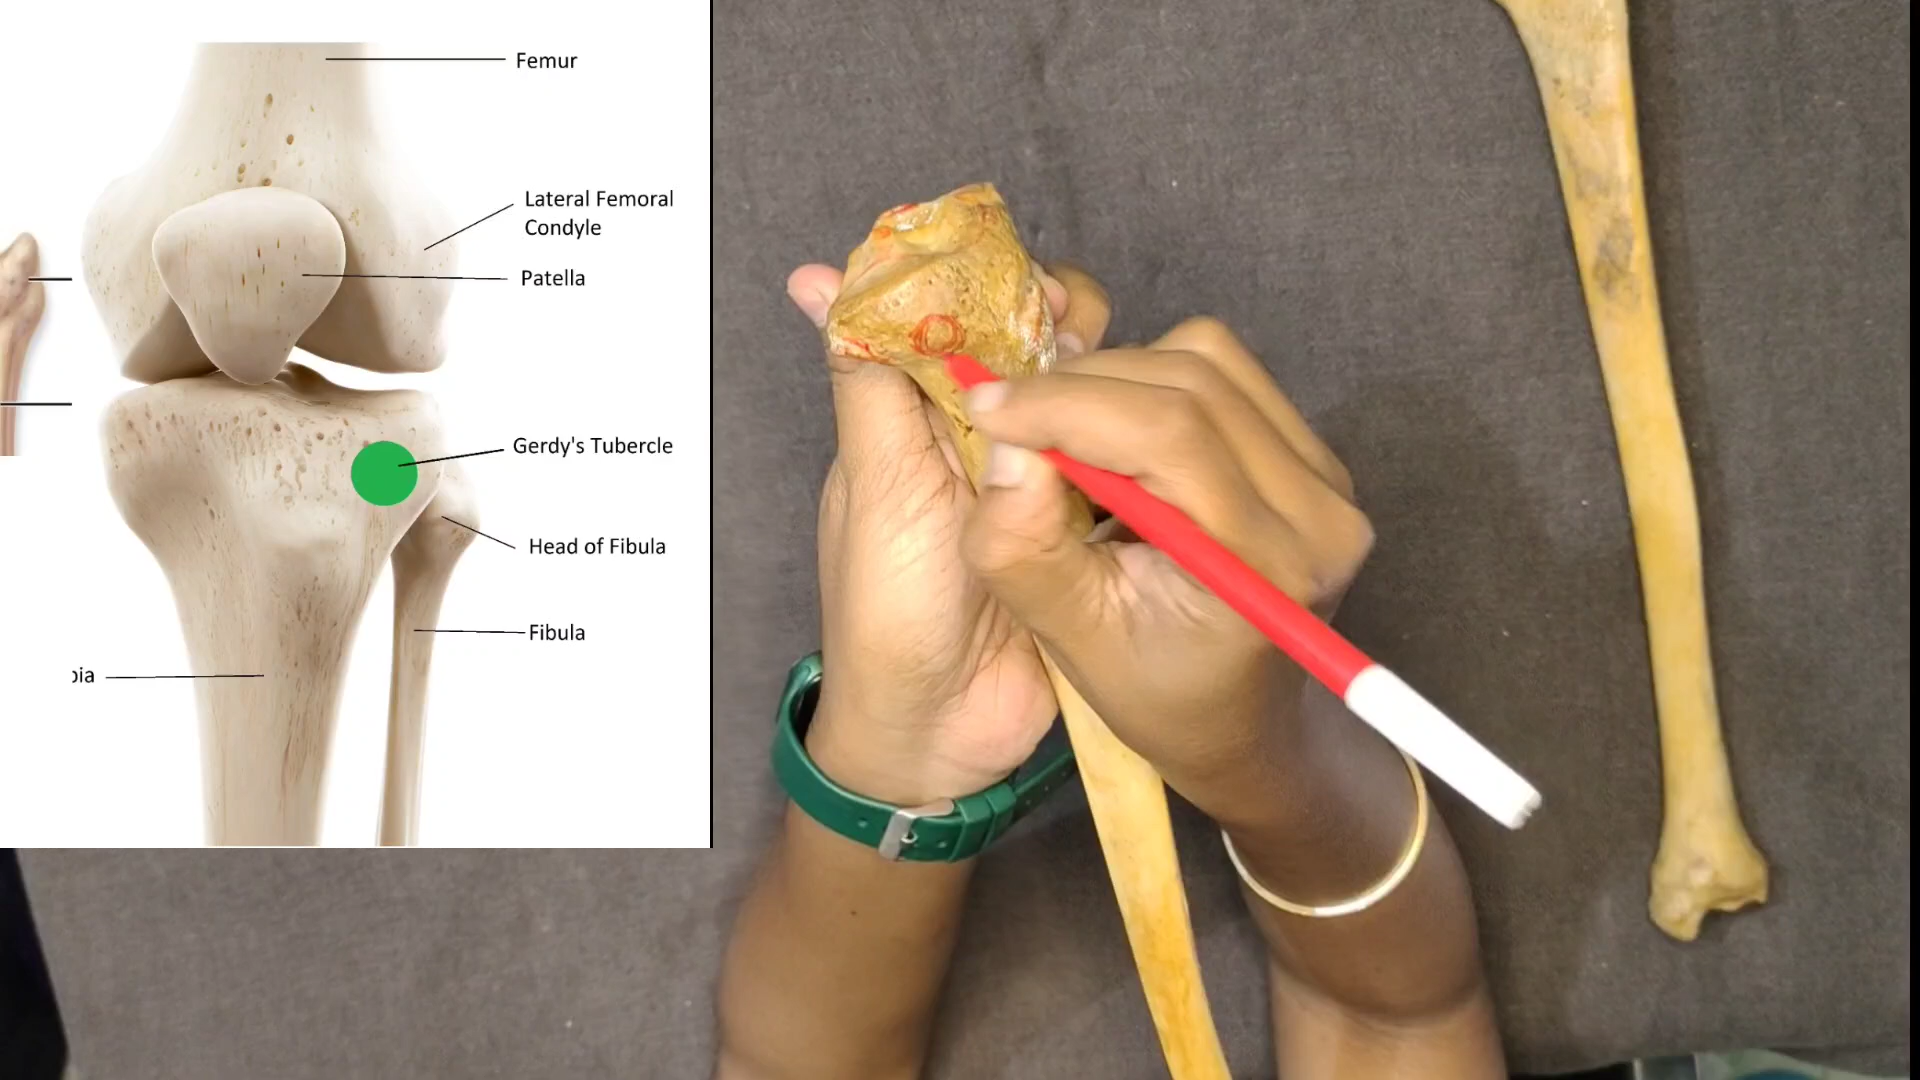 Femur
Lateral Femoral
Condyle
Patella
Gerdy's Tubercle
Head of Fibula
Fibula